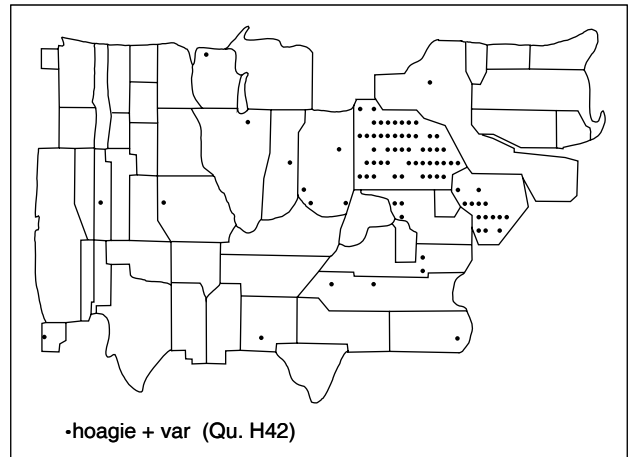 •hoagie + var (Qu. H42)